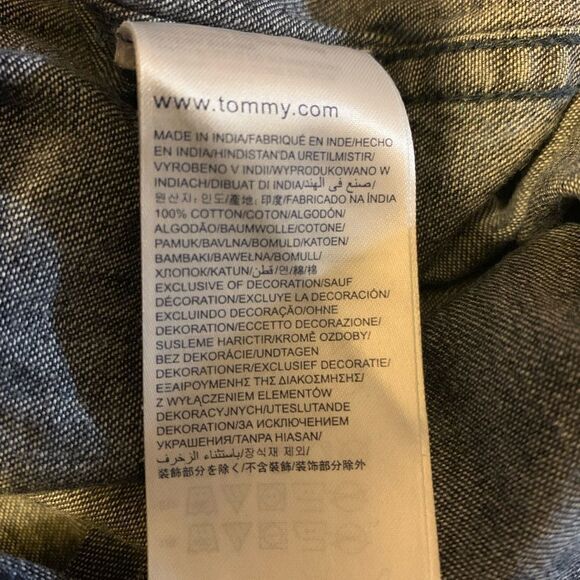 www.tommy.com
MADE IN INDIA/FABRIQUÉ EN INDE/HECHO
EN INDIA/HINDISTAN'DA URETILMISTIR/
VYROBENO V INDII/WYPRODUKOWANO W
INDIACH/DIBUAT DI INDIA/صنع في الهند/
원산지: 인도/產地: 印度/FABRICADO NA ÍNDIA
100% COTTON/COTON/ALGODÓN/
ALGODÃO/BAUMWOLLE/COTONE/
PAMUK/BAVLNA/BOMULD/KATOEN/
BAMBAKI/BAWEŁNA/BOMULL/
ХЛОПОК/KATUN/قطن/면/綿/棉
EXCLUSIVE OF DECORATION/SAUF
DÉCORATION/EXCLUYE LA DECORACIÓN/
EXCLUINDO DECORAÇÃO/OHNE
DEKORATION/ECCETTO DECORAZIONE/
SUSLEME HARICTIR/KROMĚ OZDOBY/
BEZ DEKORÁCIE/UNDTAGEN
DEKORATIONER/EXCLUSIEF DECORATIE/
ΕΞΑΙΡΟΥΜΕΝΗΣ ΤΗΣ ΔΙΑΚΟΣΜΗΣΗΣ/
Z WYŁĄCZENIEM ELEMENTÓW
DEKORACYJNYCH/UTESLUTANDE
DEKORATION/ЗА ИСКЛЮЧЕНИЕМ
УКРАШЕНИЯ/TANPA HIASAN/
باستثناء الزخرف/장식재 제외/
装飾部分を除く/不含裝飾/装饰部分除外